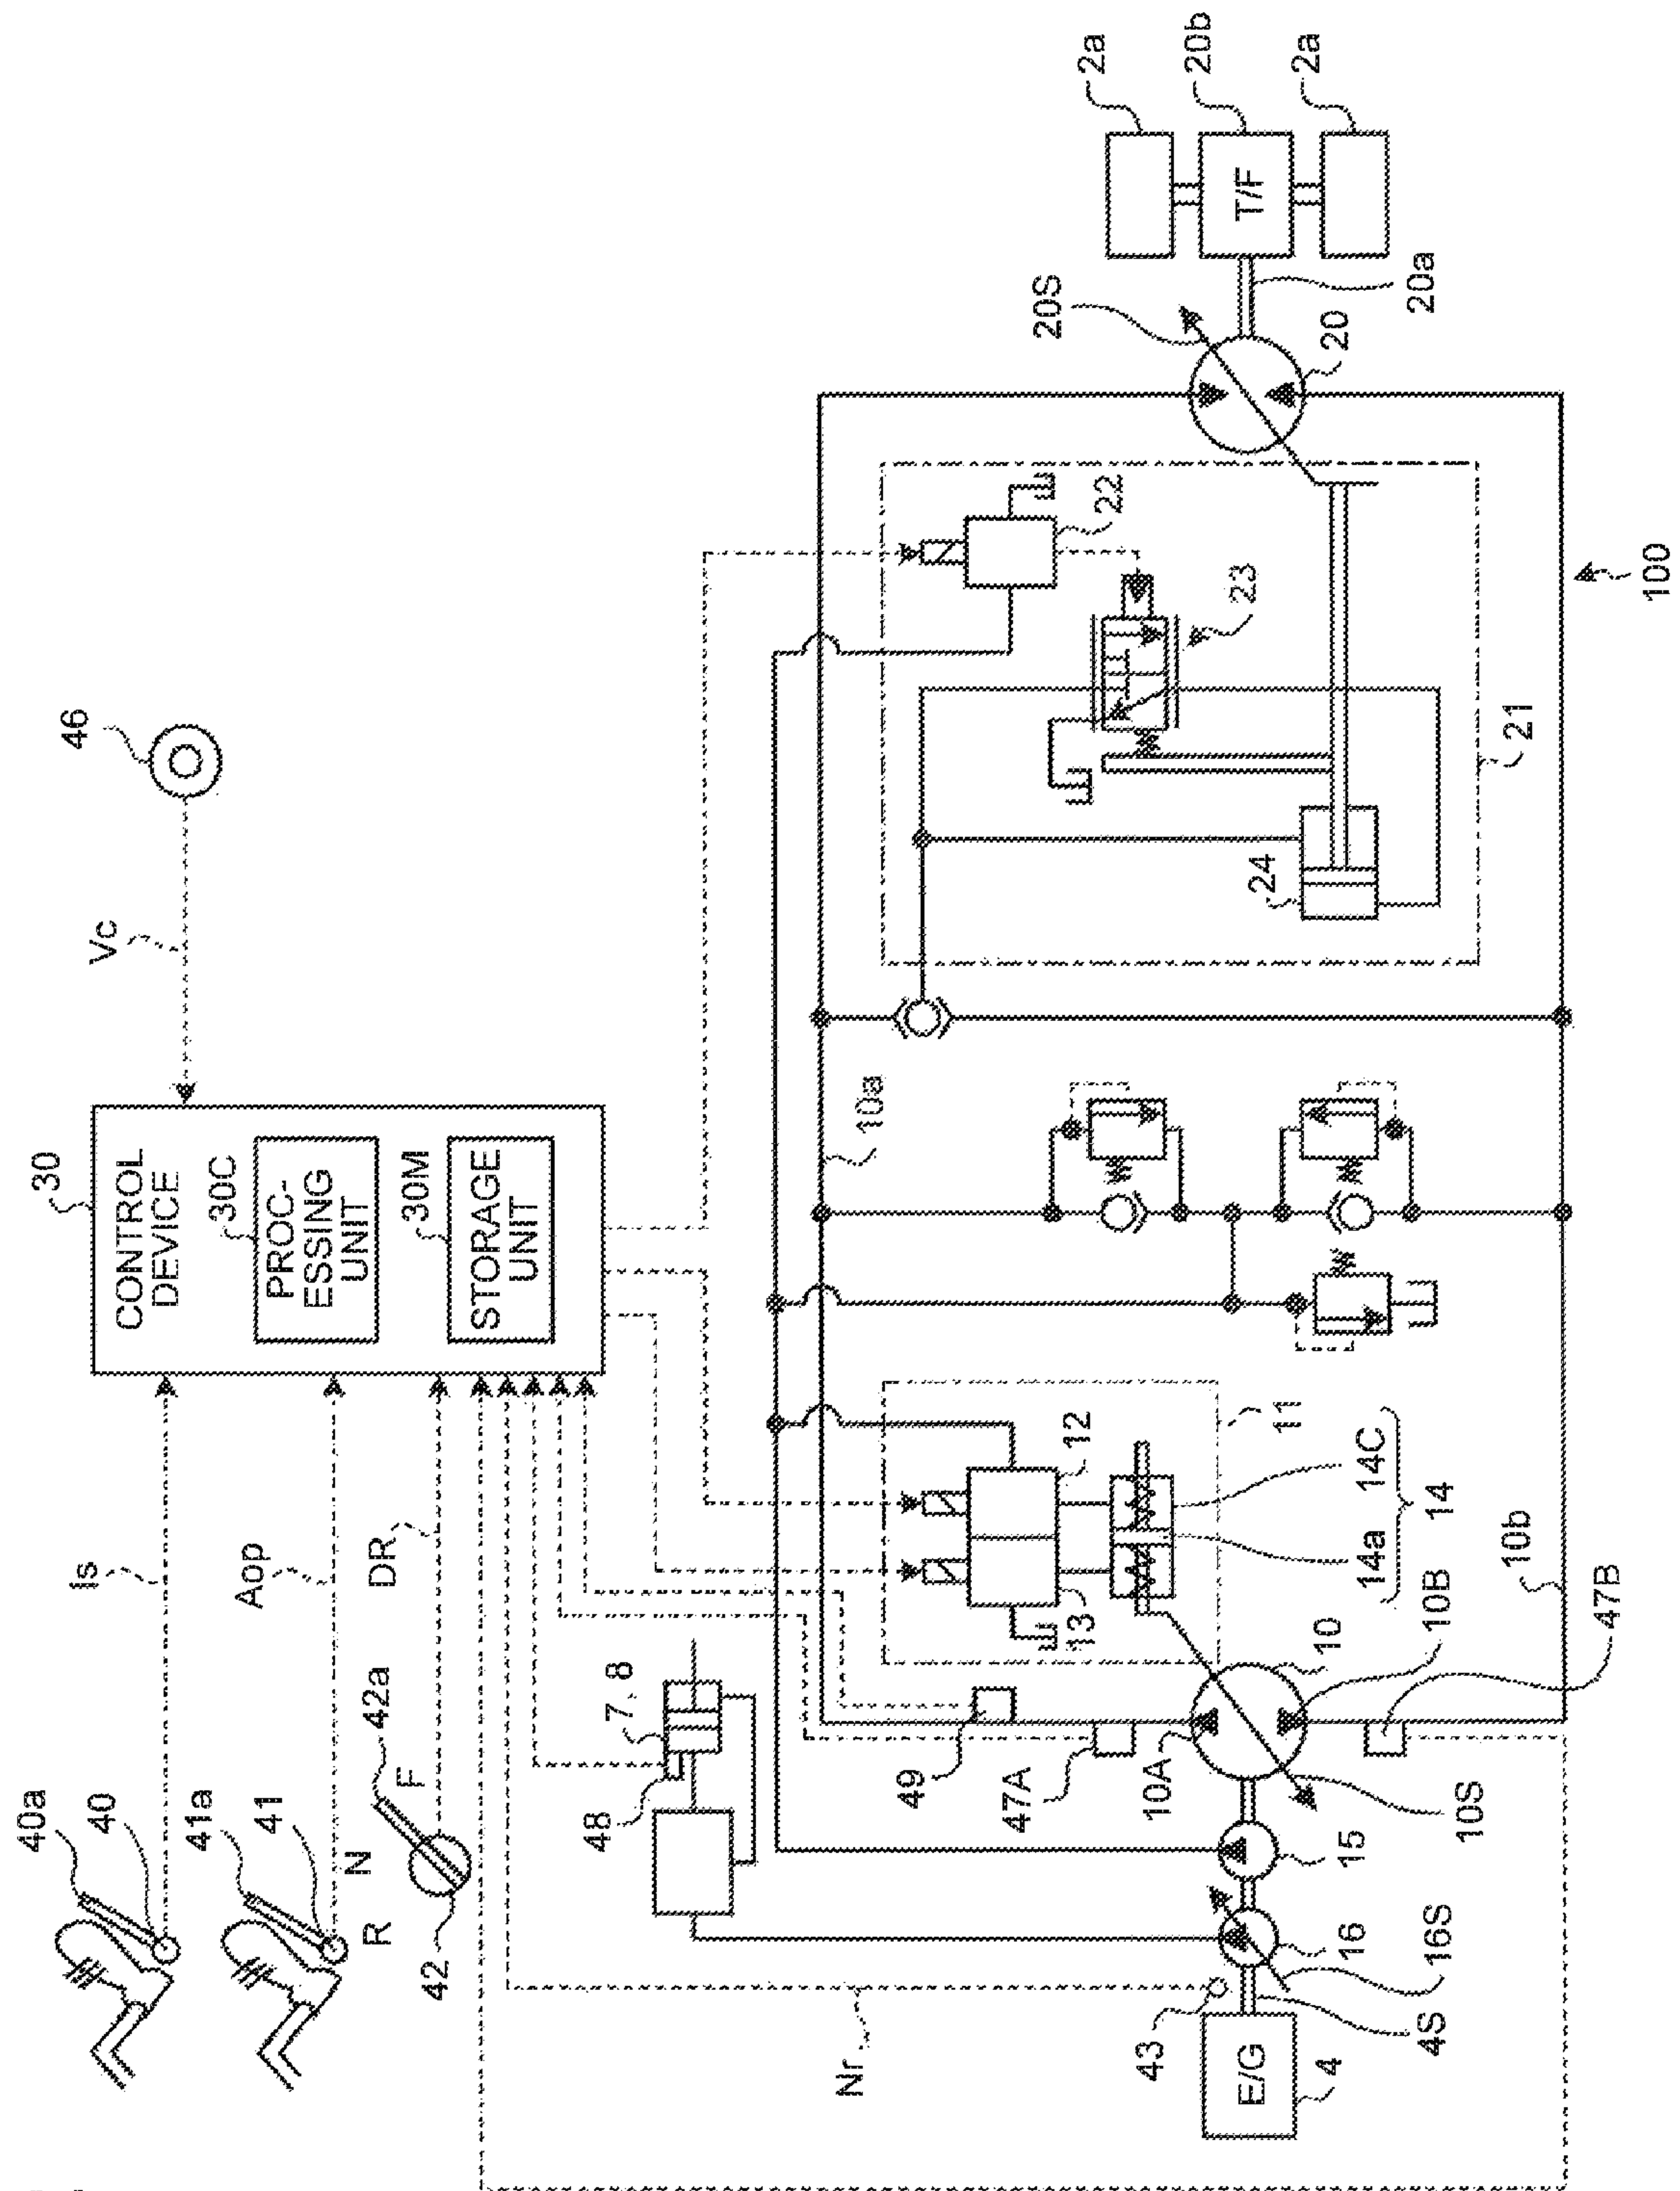 40a
40
Is
41a
41
Aop
R
N
F
42a
42
DR
30
CONTROL
DEVICE
30C
PROC-
ESSING
UNIT
30M
STORAGE
UNIT
Vc
46
Nr
48
7, 8
49
47A
10A
13
12
11
14a
14C
14
10a
22
23
24
21
20S
20
20a
2a
20b
T/F
2a
43
E/G
4
4S
16
16S
15
10S
10
10B
47B
10b
100